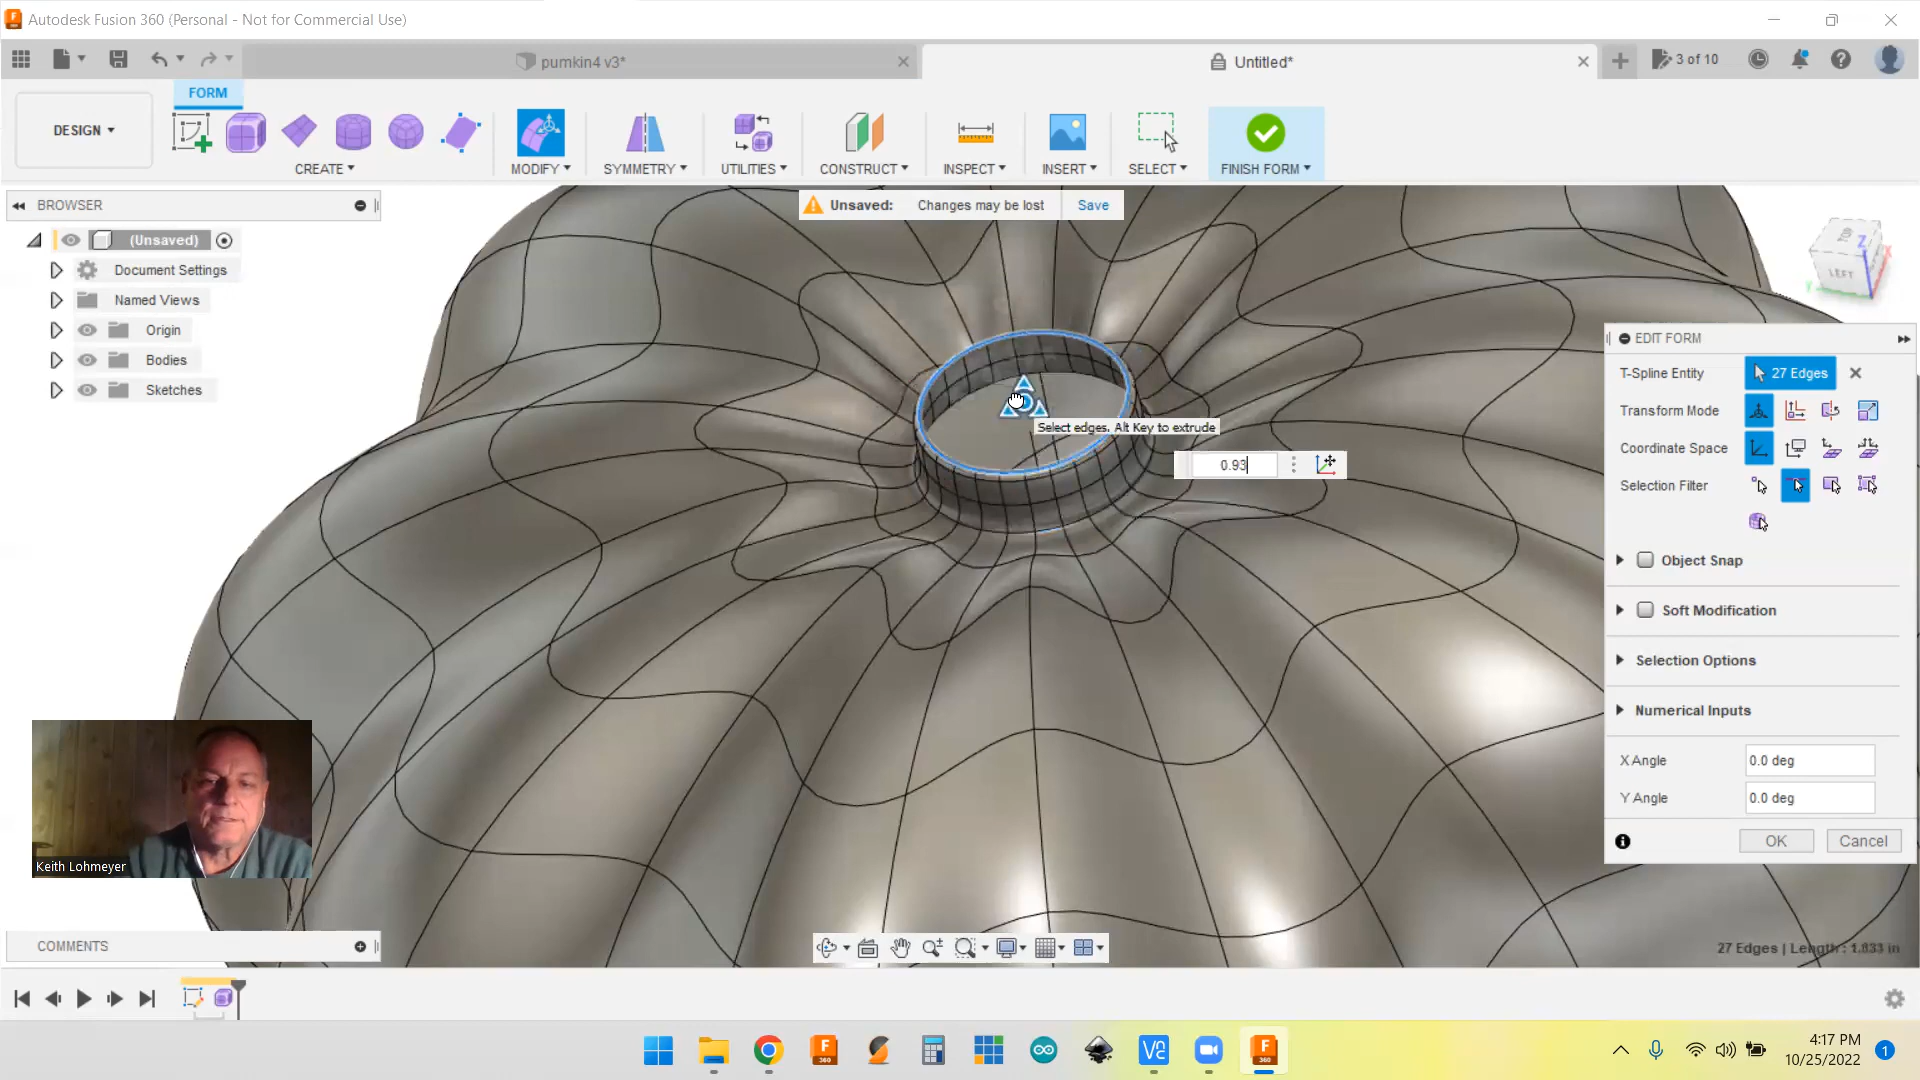 Autodesk Fusion 360 (Personal - Not for Commercial Use)
pumkin4 v3*
Untitled*
3 of 10
FORM
DESIGN
CREATE
MODIFY
SYMMETRY
UTILITIES
CONSTRUCT
INSPECT
INSERT
SELECT
FINISH FORM
BROWSER
Unsaved: Changes may be lost Save
(Unsaved)
Document Settings
Named Views
Origin
Bodies
Sketches
TOP
LEFT
Z
X
Y
EDIT FORM
T-Spline Entity 27 Edges
Transform Mode
Coordinate Space
Selection Filter
Select edges. Alt Key to extrude
0.93
Object Snap
Soft Modification
Selection Options
Numerical Inputs
X Angle 0.0 deg
Y Angle 0.0 deg
OK Cancel
Keith Lohmeyer
COMMENTS
27 Edges | Length : 1.833 in
4:17 PM
10/25/2022
1